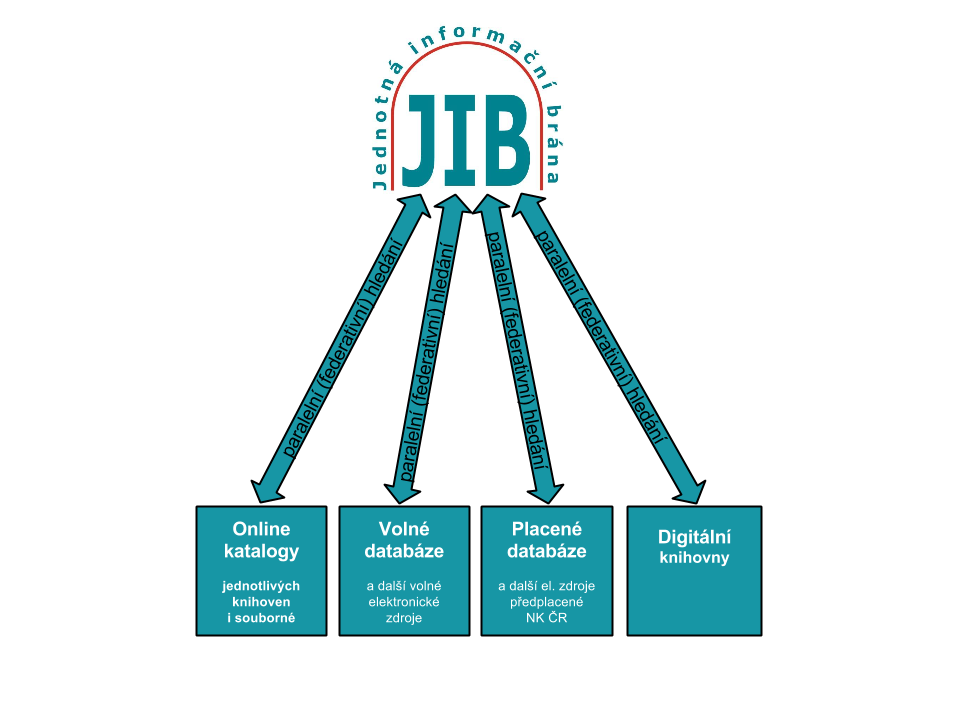 Jednotná informační brána
JIB
paralelní (federativní) hledání
paralelní (federativní) hledání
paralelní (federativní) hledání
paralelní (federativní) hledání
Online
katalogy
jednotlivých
knihoven
i souborné
Volné
databáze
a další volné
elektronické
zdroje
Placené
databáze
a další el. zdroje
předplacené
NK ČR
Digitální
knihovny